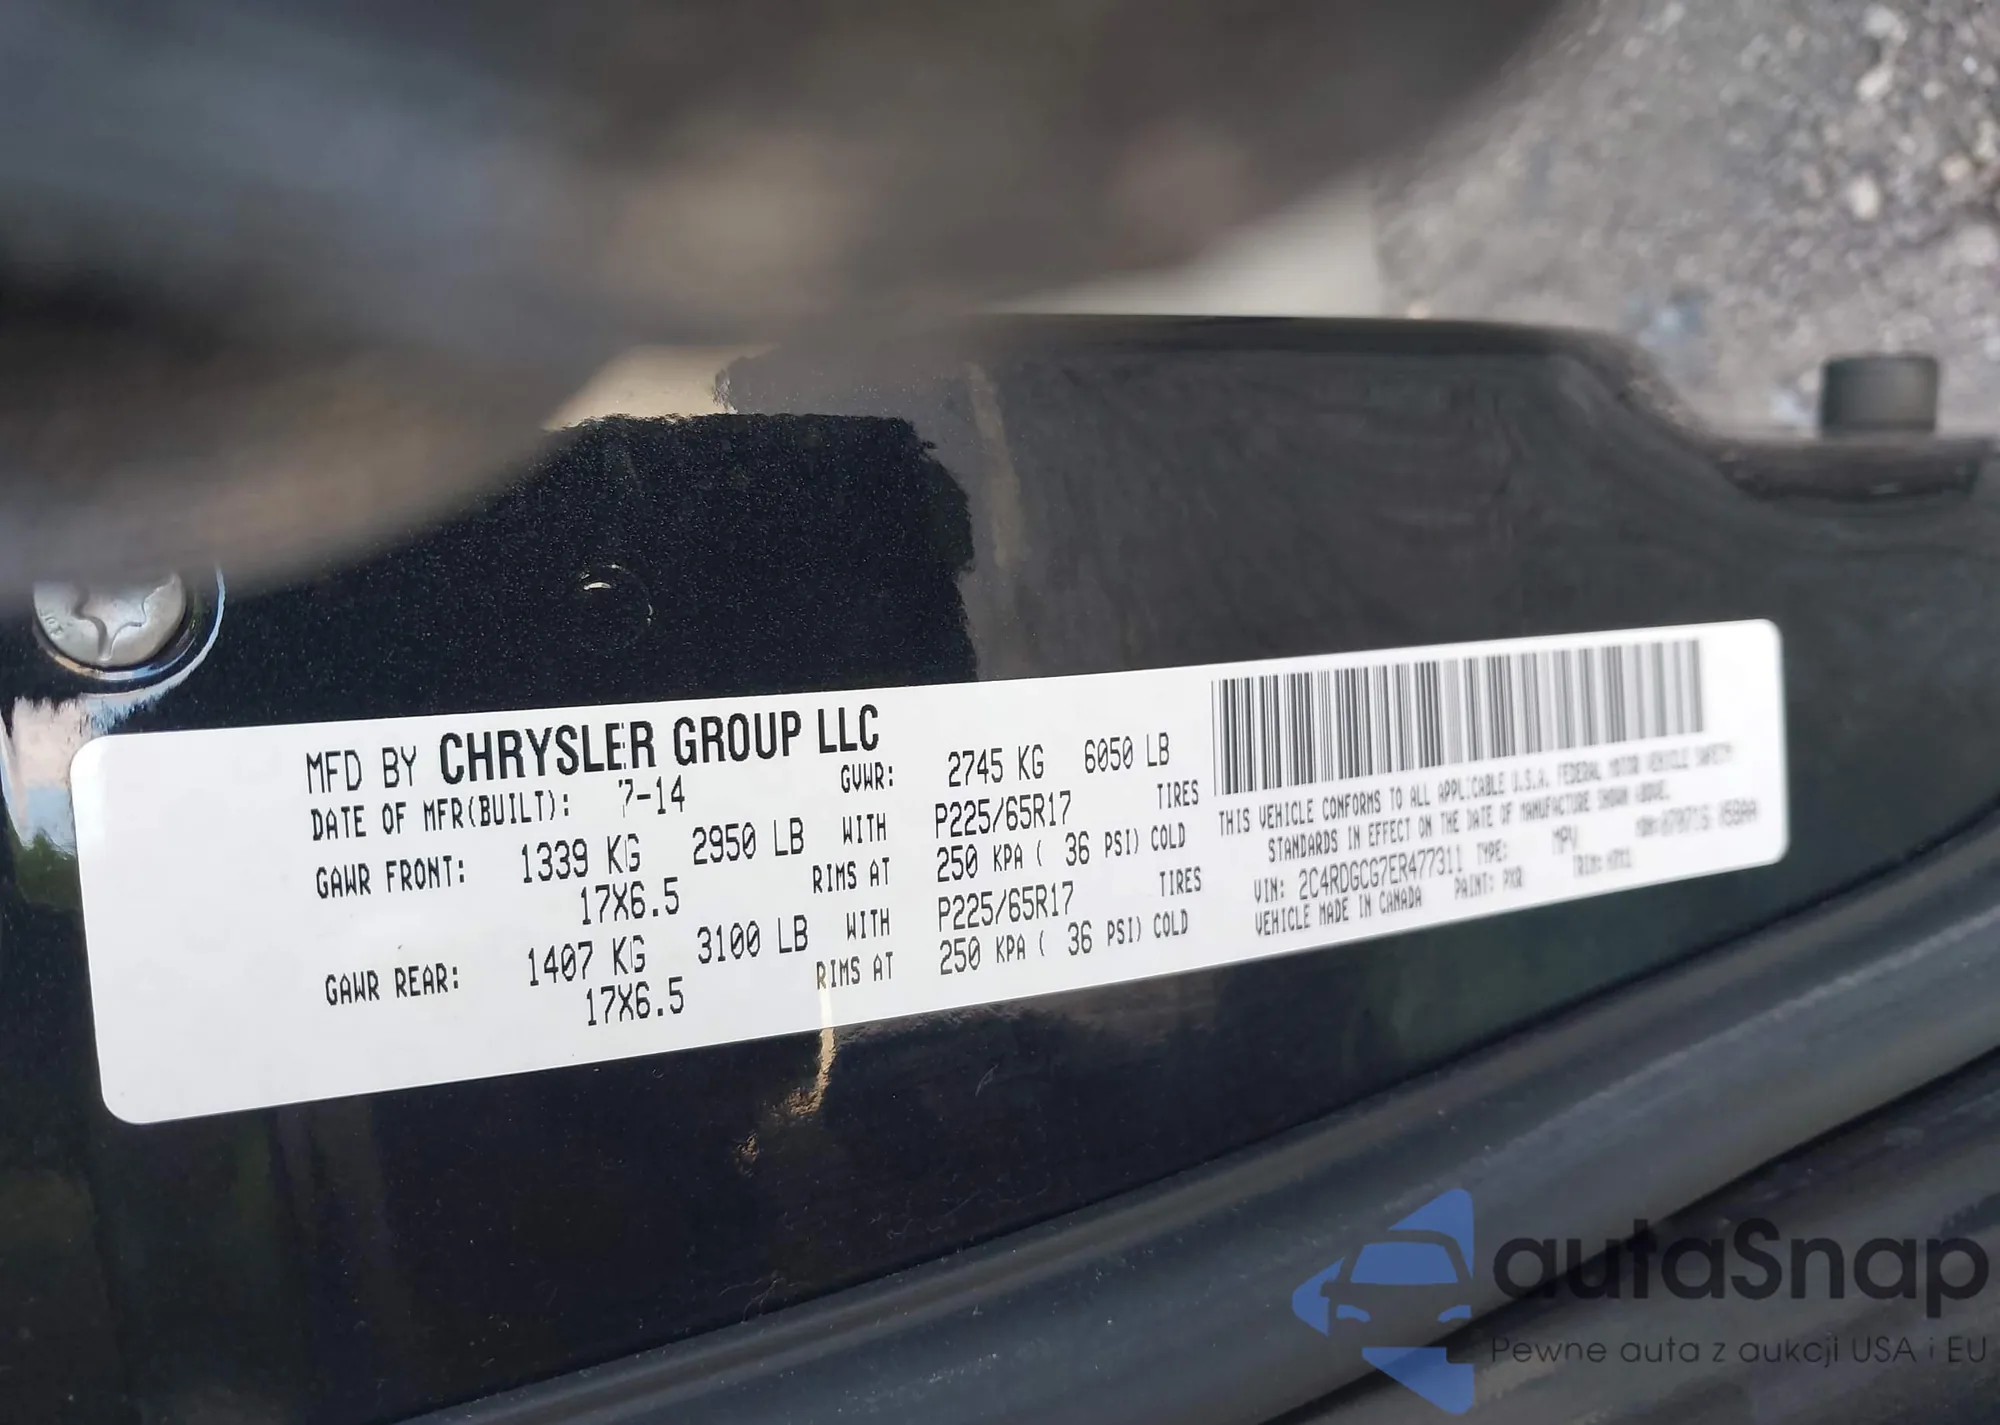 MFD BY CHRYSLER GROUP LLC
DATE OF MFR(BUILT): 7-14
GVWR: 2745 KG 6050 LB
GAWR FRONT: 1339 KG 2950 LB WITH P225/65R17 TIRES
17X6.5 RIMS AT 250 KPA ( 36 PSI) COLD
GAWR REAR: 1407 KG 3100 LB WITH P225/65R17 TIRES
17X6.5 RIMS AT 250 KPA ( 36 PSI) COLD
THIS VEHICLE CONFORMS TO ALL APPLICABLE U.S.A. FEDERAL MOTOR VEHICLE SAFETY
STANDARDS IN EFFECT ON THE DATE OF MANUFACTURE SHOWN ABOVE.
VIN: 2C4RDGCG7ER477311 TYPE: MPV
VEHICLE MADE IN CANADA PAINT: PXR TRIM:
autoSnap
Pewne auta z aukcji USA i EU